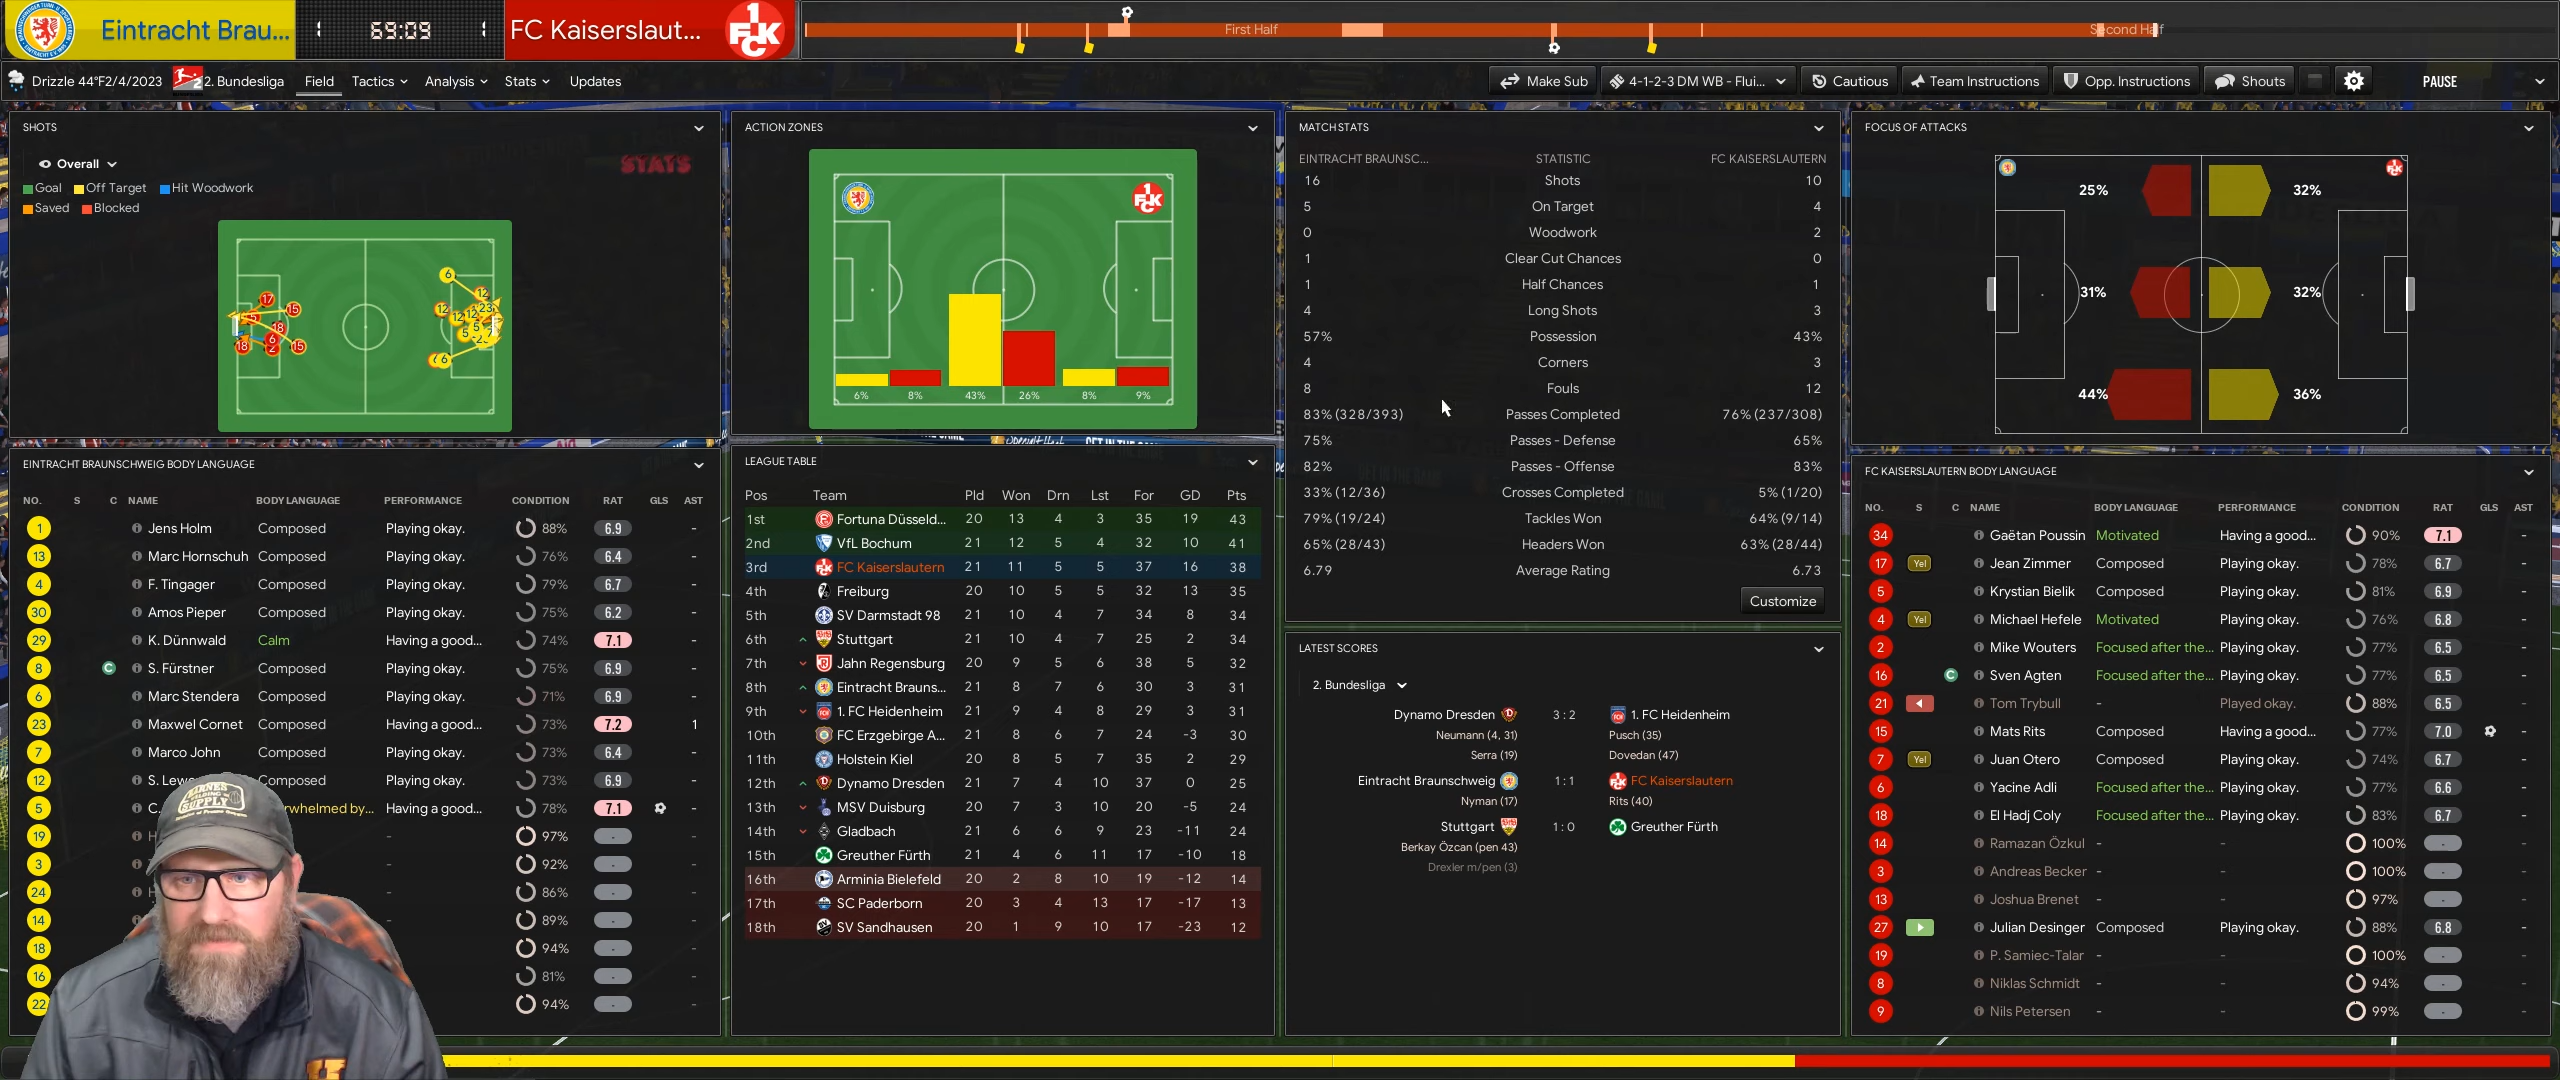 Eintracht Brau...
1
69:09
1
FC Kaiserslaut...
First Half
Second Half
Drizzle 44°F 2/4/2023
2. Bundesliga
Field
Tactics
Analysis
Stats
Updates
Make Sub
4-1-2-3 DM WB - Flui...
Cautious
Team Instructions
Opp. Instructions
Shouts
PAUSE
SHOTS
Overall
STATS
Goal Off Target Hit Woodwork
Saved Blocked
ACTION ZONES
6% 8% 43% 26% 8% 9%
MATCH STATS
EINTRACHT BRAUNSC... STATISTIC FC KAISERSLAUTERN
16 Shots 10
5 On Target 4
0 Woodwork 2
1 Clear Cut Chances 0
1 Half Chances 1
4 Long Shots 3
57% Possession 43%
4 Corners 3
8 Fouls 12
83% (328/393) Passes Completed 76% (237/308)
75% Passes - Defense 65%
82% Passes - Offense 83%
33% (12/36) Crosses Completed 5% (1/20)
79% (19/24) Tackles Won 64% (9/14)
65% (28/43) Headers Won 63% (28/44)
6.79 Average Rating 6.73
Customize
FOCUS OF ATTACKS
25% 32%
31% 32%
44% 36%
EINTRACHT BRAUNSCHWEIG BODY LANGUAGE
NO. S C NAME BODY LANGUAGE PERFORMANCE CONDITION RAT GLS AST
1 Jens Holm Composed Playing okay. 88% 6.9 -
13 Marc Hornschuh Composed Playing okay. 76% 6.4 -
4 F. Tingager Composed Playing okay. 79% 6.7 -
30 Amos Pieper Composed Playing okay. 75% 6.2 -
29 K. Dünnwald Calm Having a good... 74% 7.1 -
8 C S. Fürstner Composed Playing okay. 75% 6.9 -
6 Marc Stendera Composed Playing okay. 71% 6.9 -
23 Maxwel Cornet Composed Having a good... 73% 7.2 1
7 Marco John Composed Playing okay. 73% 6.4 -
12 S. Lewe Composed Playing okay. 73% 6.9 -
5 C. rwhelmed by... Having a good... 78% 7.1 -
19 H - 97% - -
3 - 92% - -
24 H - 86% - -
14 - 89% - -
18 94% - -
16 81% - -
22 94% - -
LEAGUE TABLE
Pos Team Pld Won Drn Lst For GD Pts
1st Fortuna Düsseld... 20 13 4 3 35 19 43
2nd VfL Bochum 21 12 5 4 32 10 41
3rd FC Kaiserslautern 21 11 5 5 37 16 38
4th Freiburg 20 10 5 5 32 13 35
5th SV Darmstadt 98 21 10 4 7 34 8 34
6th Stuttgart 21 10 4 7 25 2 34
7th Jahn Regensburg 20 9 5 6 38 5 32
8th Eintracht Brauns... 21 8 7 6 30 3 31
9th 1. FC Heidenheim 21 9 4 8 29 3 31
10th FC Erzgebirge A... 21 8 6 7 24 -3 30
11th Holstein Kiel 20 8 5 7 35 2 29
12th Dynamo Dresden 21 7 4 10 37 0 25
13th MSV Duisburg 20 7 3 10 20 -5 24
14th Gladbach 21 6 6 9 23 -11 24
15th Greuther Fürth 21 4 6 11 17 -10 18
16th Arminia Bielefeld 20 2 8 10 19 -12 14
17th SC Paderborn 20 3 4 13 17 -17 13
18th SV Sandhausen 20 1 9 10 17 -23 12
LATEST SCORES
2. Bundesliga
Dynamo Dresden 3 : 2 1. FC Heidenheim
Neumann (4, 31) Pusch (35)
Serra (19) Dovedan (47)
Eintracht Braunschweig 1 : 1 FC Kaiserslautern
Nyman (17) Rits (40)
Stuttgart 1 : 0 Greuther Fürth
Berkay Özcan (pen 43)
Drexler m/pen (3)
FC KAISERSLAUTERN BODY LANGUAGE
NO. S C NAME BODY LANGUAGE PERFORMANCE CONDITION RAT GLS AST
34 Gaëtan Poussin Motivated Having a good... 90% 7.1 -
17 Yel Jean Zimmer Composed Playing okay. 78% 6.7 -
5 Krystian Bielik Composed Playing okay. 81% 6.9 -
4 Yel Michael Hefele Motivated Playing okay. 76% 6.8 -
2 Mike Wouters Focused after the... Playing okay. 77% 6.5 -
16 C Sven Agten Focused after the... Playing okay. 77% 6.5 -
21 Tom Trybull - Played okay. 88% 6.5 -
15 Mats Rits Composed Having a good... 77% 7.0 -
7 Yel Juan Otero Composed Playing okay. 74% 6.7 -
6 Yacine Adli Focused after the... Playing okay. 77% 6.6 -
18 El Hadj Coly Focused after the... Playing okay. 83% 6.7 -
14 Ramazan Özkul - - 100% - -
3 Andreas Becker - - 100% - -
13 Joshua Brenet - - 97% - -
27 Julian Desinger Composed Playing okay. 88% 6.8 -
19 P. Samiec-Talar - - 100% - -
8 Niklas Schmidt - - 94% - -
9 Nils Petersen - - 99% - -
SUPPLY